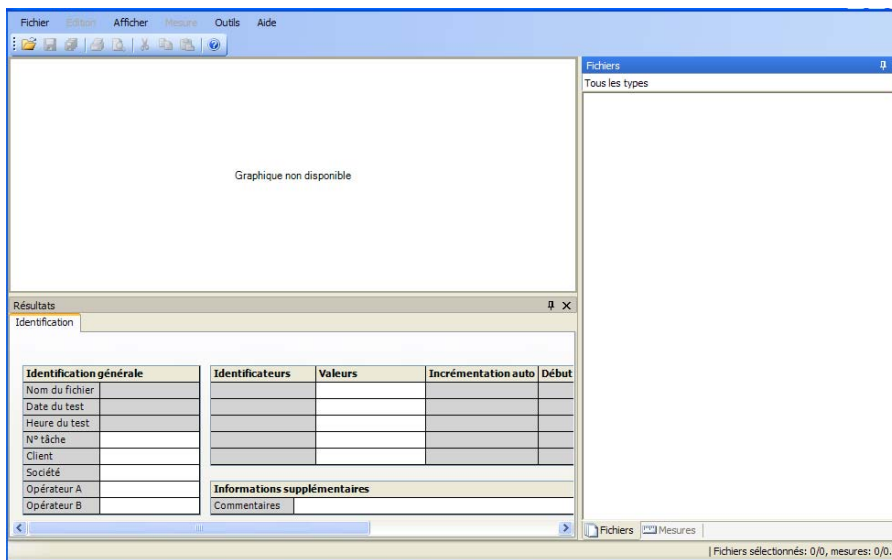 Fichier Edition Afficher Mesure Outils Aide
Graphique non disponible
Fichiers
Tous les types
Résultats
Identification
Identification générale
Nom du fichier
Date du test
Heure du test
N° tâche
Client
Société
Opérateur A
Opérateur B
Identificateurs Valeurs Incrémentation auto Début
Informations supplémentaires
Commentaires
Fichiers Mesures
Fichiers sélectionnés: 0/0, mesures: 0/0.